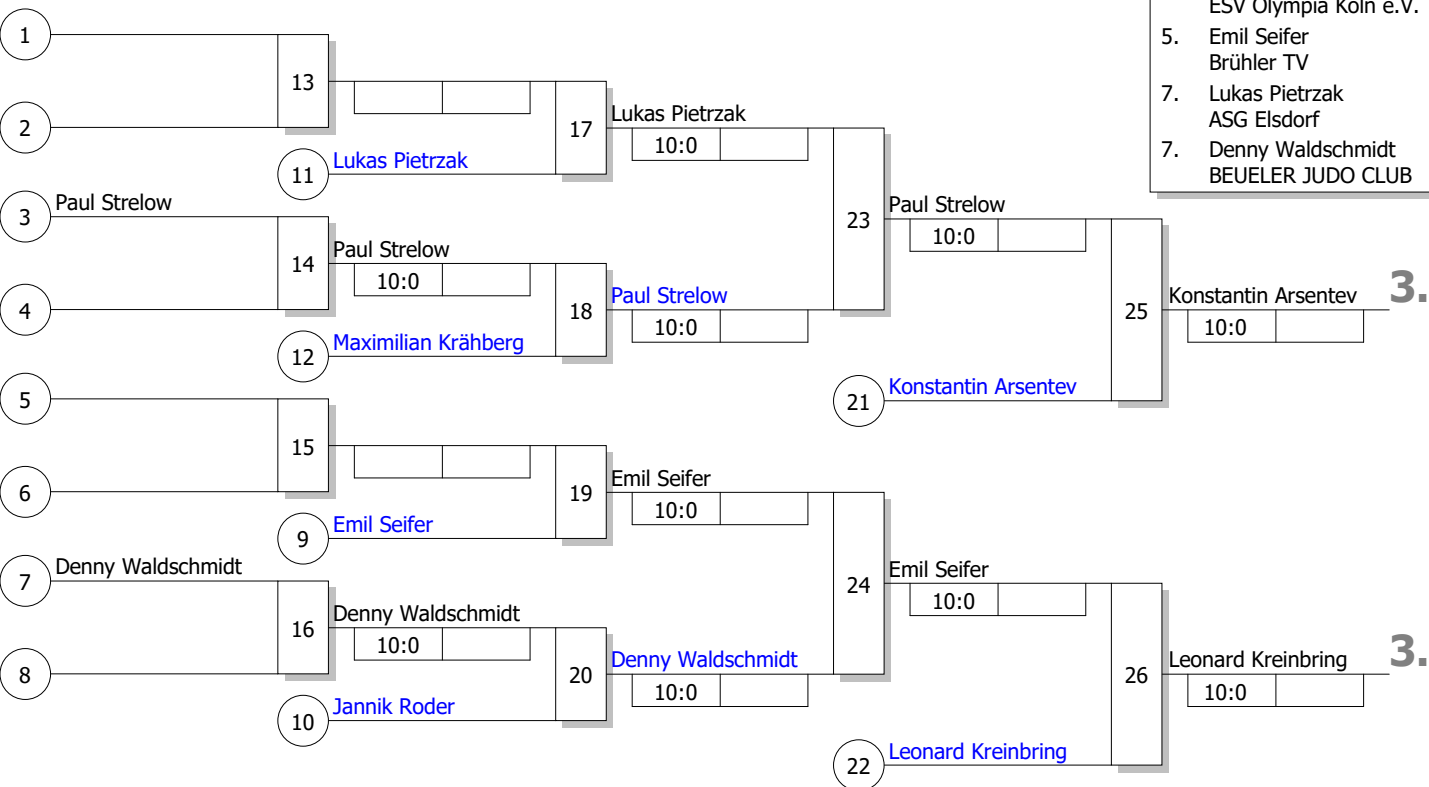 ESV Olympia Köln e.V.
5. Emil Seifer
Brühler TV
7. Lukas Pietrzak
ASG Elsdorf
7. Denny Waldschmidt
BEUELER JUDO CLUB
1
13
2
17
Lukas Pietrzak
10:0
11
Lukas Pietrzak
3
Paul Strelow
23
Paul Strelow
10:0
14
Paul Strelow
10:0
4
18
Paul Strelow
10:0
12
Maximilian Krähberg
25
Konstantin Arsentev
10:0
3.
5
21
Konstantin Arsentev
15
6
19
Emil Seifer
10:0
9
Emil Seifer
7
Denny Waldschmidt
24
Emil Seifer
10:0
16
Denny Waldschmidt
10:0
8
20
Denny Waldschmidt
10:0
10
Jannik Roder
26
Leonard Kreinbring
10:0
3.
22
Leonard Kreinbring